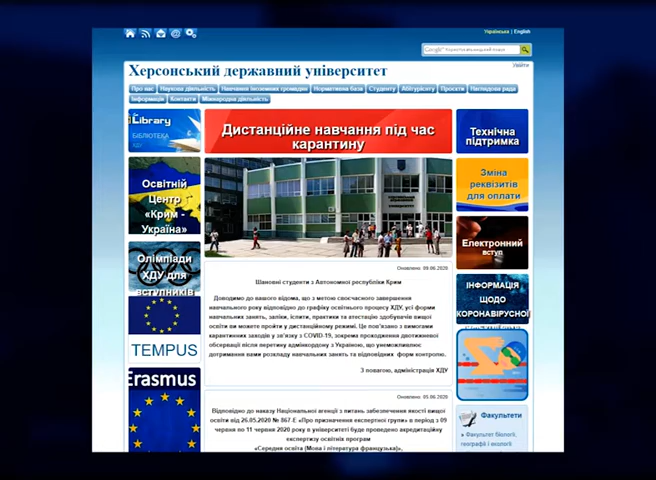 Українська | English
Увійти
Херсонський державний університет
Про нас Наукова діяльність Навчання іноземних громадян Нормативна база Студенту Абітурієнту Проєкти Наглядова рада
Інформація Контакти Міжнародна діяльність
Library
БІБЛІОТЕКА
ХДУ
Дистанційне навчання під час
карантину
Технічна
підтримка
Освітній
Центр
«Крим -
Україна»
Зміна
реквізитів
для оплати
Електронний
вступ
Олімпіади
ХДУ для
вступників
ІНФОРМАЦІЯ
ЩОДО
КОРОНАВІРУСНОЇ
Оновлено: 09.06.2020
Шановні студенти з Автономної республіки Крим
Доводимо до вашого відома, що з метою своєчасного завершення
навчального року відповідно до графіку освітнього процесу ХДУ, усі форми
навчальних занять, заліки, іспити, практики та атестацію здобувачів вищої
освіти ви можете пройти у дистанційному режимі. Це пов'язано з вимогами
карантинних заходів у зв'язку з COVID-19, зокрема проходження двотижневої
обсервації після перетину адмінкордону з Україною, що унеможливлює
дотримання вами розкладу навчальних занять та відповідних форм контролю.
З повагою, адміністрація ХДУ
TEMPUS
Erasmus
Оновлено: 05.06.2020
Відповідно до наказу Національної агенції з питань забезпечення якості вищої
освіти від 26.05.2020 № 867-Е «Про призначення експертної групи» в період з 09
червня по 11 червня 2020 року в університеті буде проведено акредитаційну
експертизу освітніх програм
«Середня освіта (Мова і література (французька)»,
Факультети
Факультет біології,
географії і екології